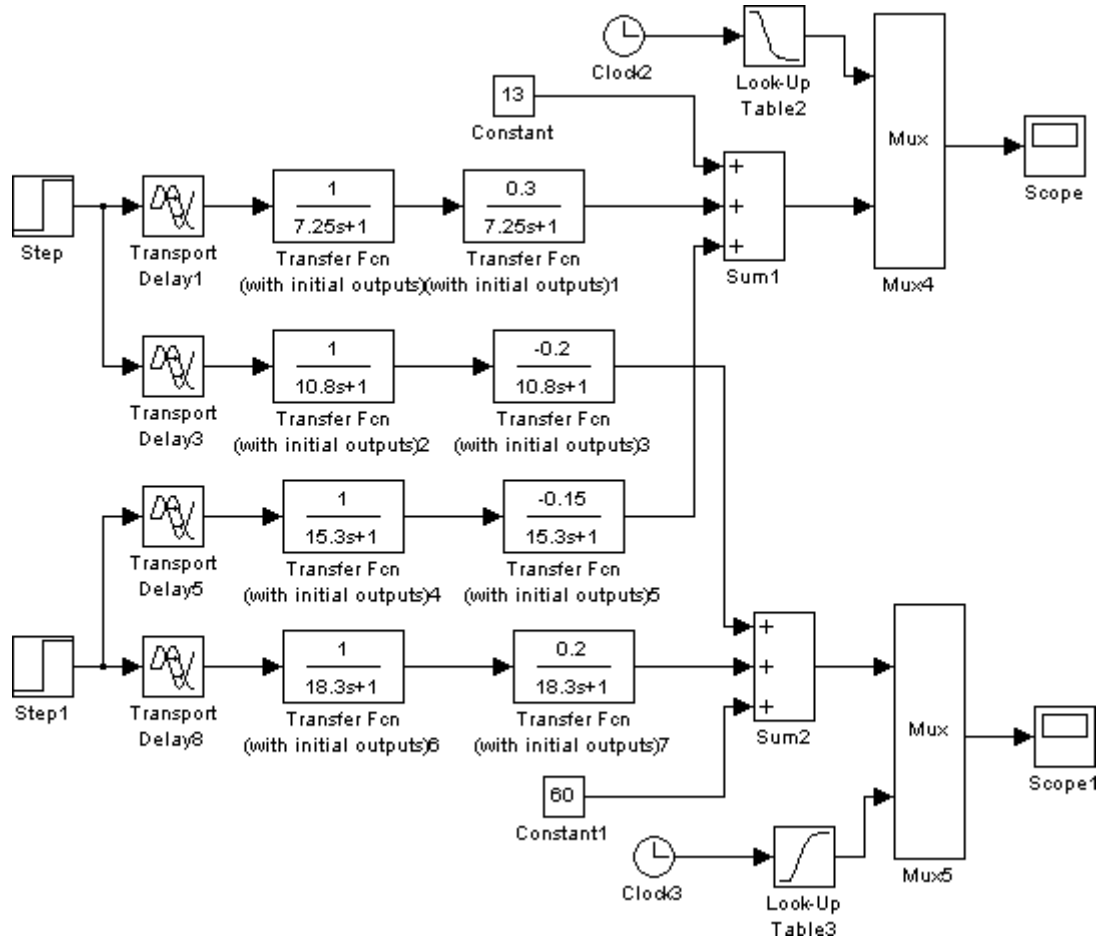 Clock2
Look-Up
Table2
13
Constant
Mux
Mux4
Scope
Step
Transport
Delay1
1
7.25s+1
Transfer Fcn
(with initial outputs)
0.3
7.25s+1
Transfer Fcn
(with initial outputs)1
+
+
+
Sum1
Transport
Delay3
1
10.8s+1
Transfer Fcn
(with initial outputs)2
-0.2
10.8s+1
Transfer Fcn
(with initial outputs)3
Transport
Delay5
1
15.3s+1
Transfer Fcn
(with initial outputs)4
-0.15
15.3s+1
Transfer Fcn
(with initial outputs)5
Step1
Transport
Delay8
1
18.3s+1
Transfer Fcn
(with initial outputs)6
0.2
18.3s+1
Transfer Fcn
(with initial outputs)7
+
+
+
Sum2
60
Constant1
Clock3
Look-Up
Table3
Mux
Mux5
Scope1